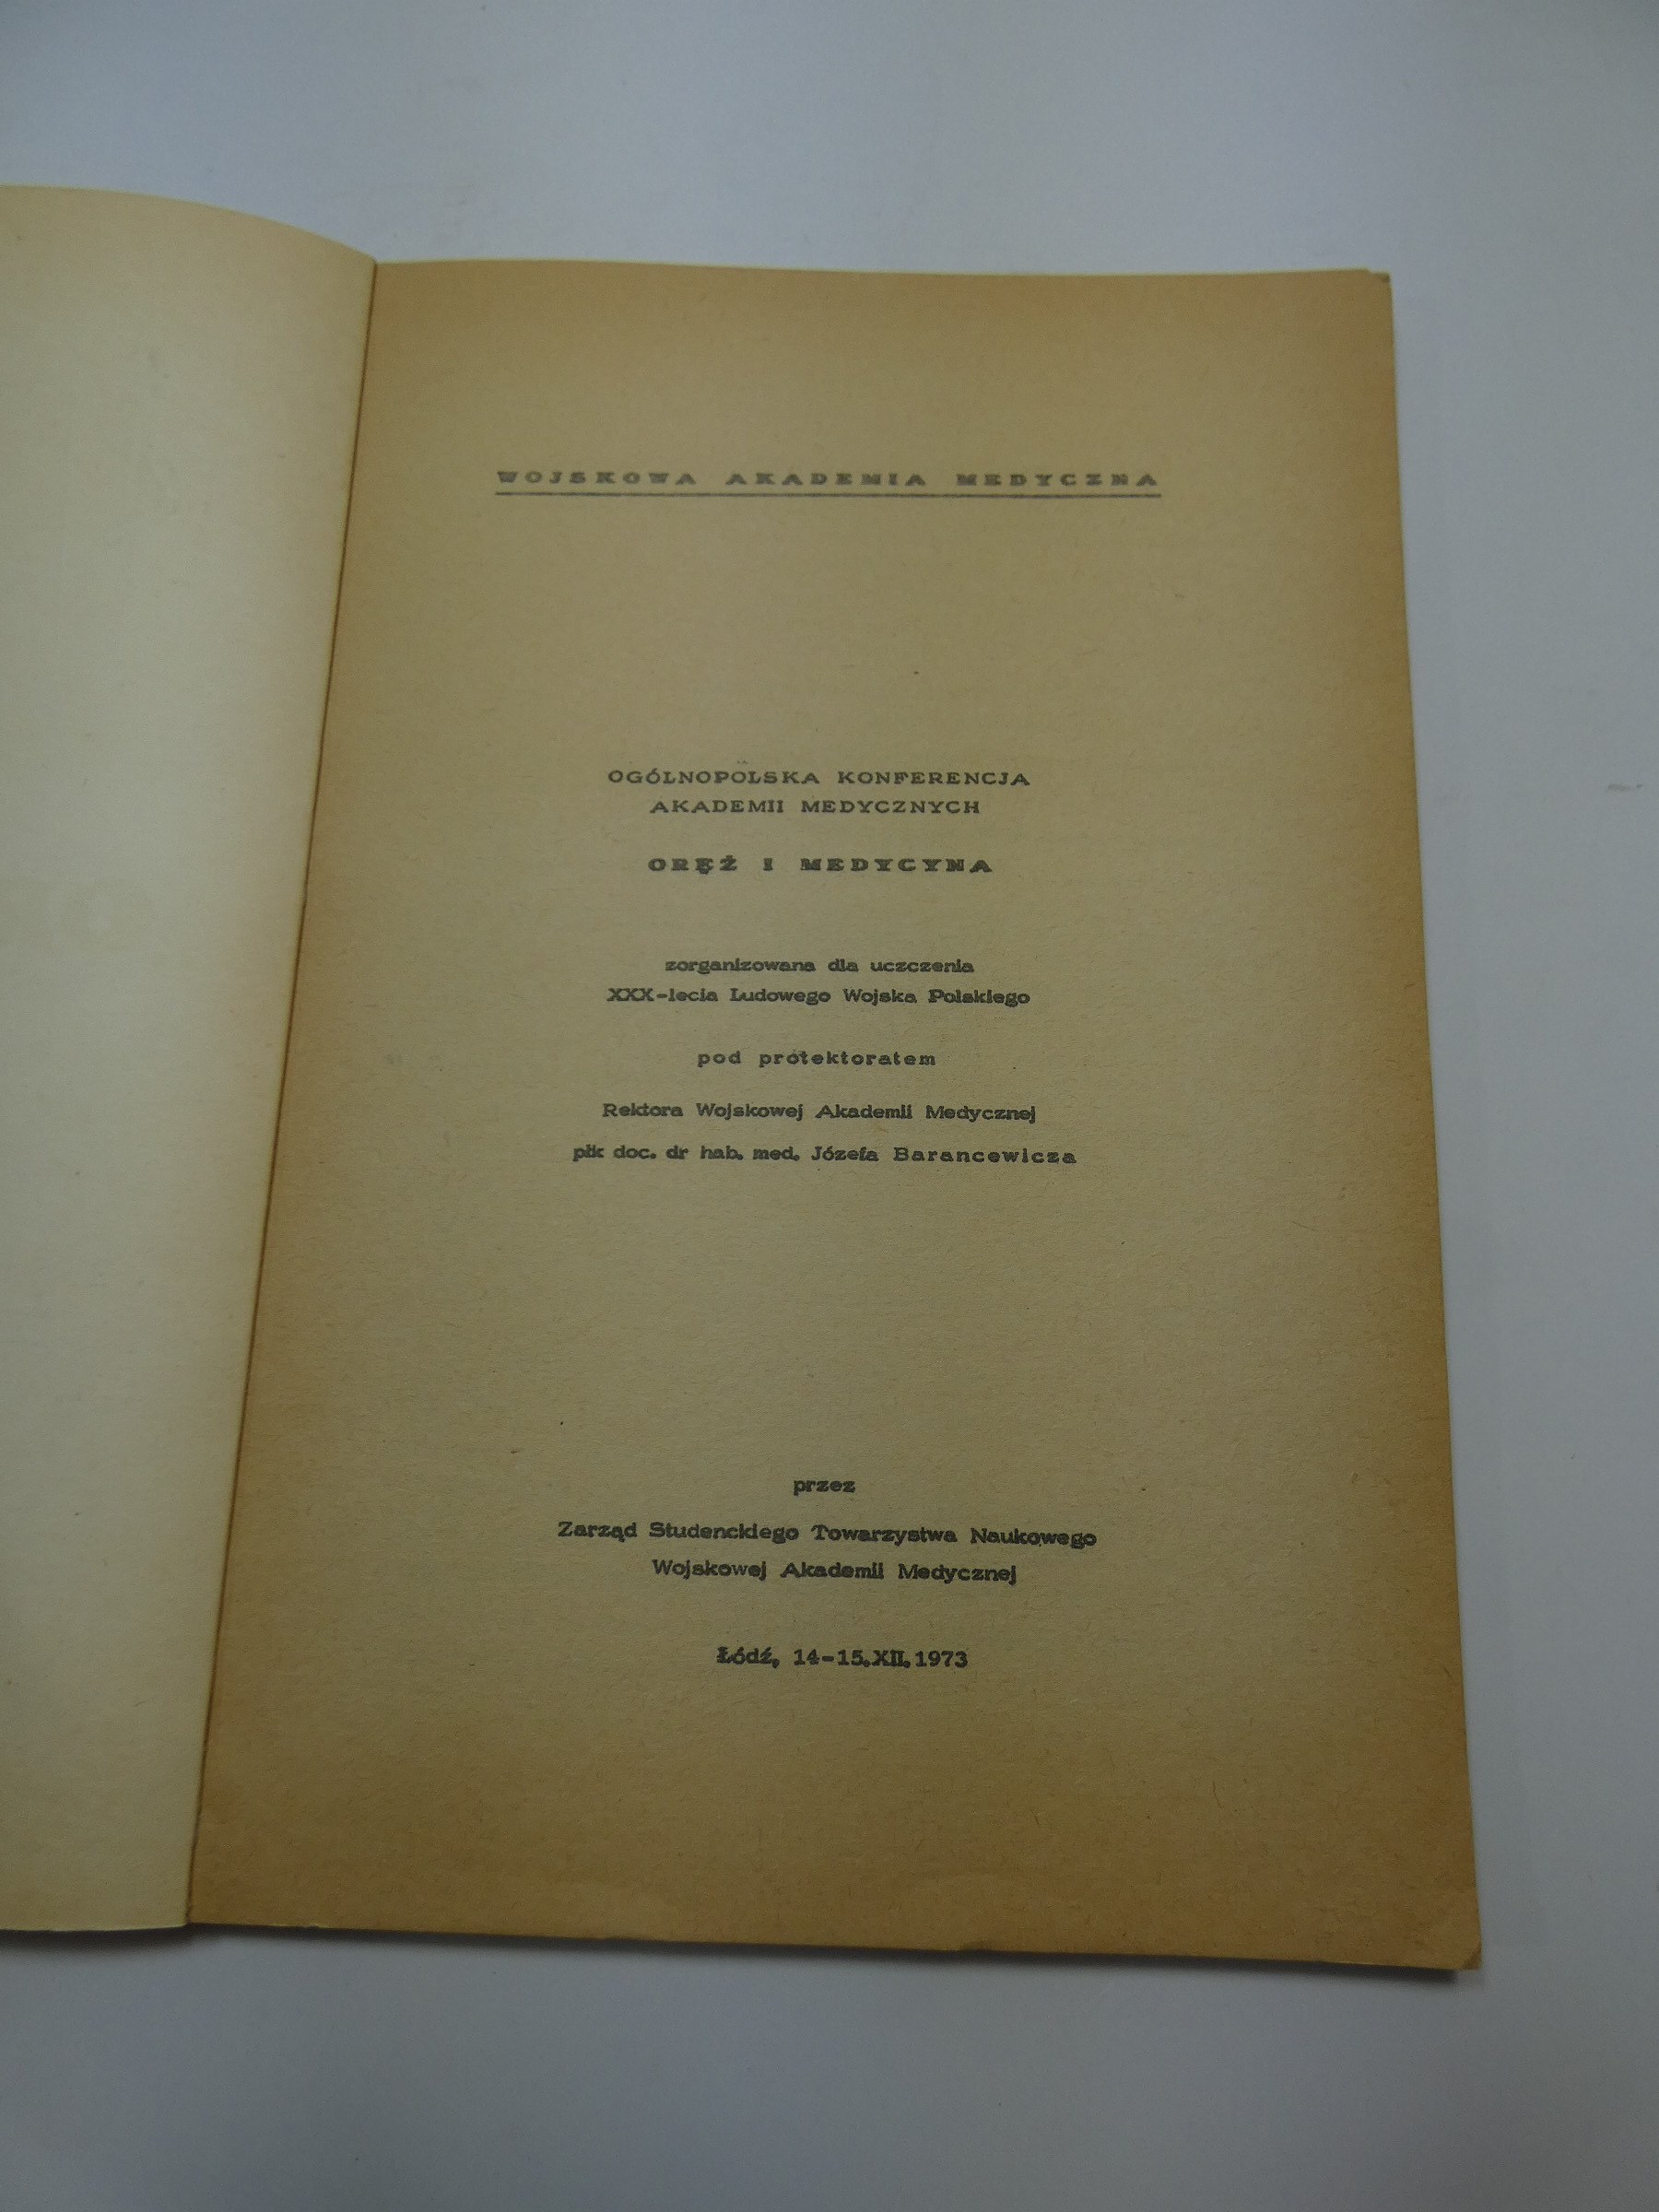 WOJSKOWA AKADEMIA MEDYCZNA
OGÓLNOPOLSKA KONFERENCJA
AKADEMII MEDYCZNYCH
ORĘŻ I MEDYCYNA
zorganizowana dla uczczenia
XXX-lecia Ludowego Wojska Polskiego
pod protektoratem
Rektora Wojskowej Akademii Medycznej
płk doc. dr hab. med. Józefa Barancewicza
przez
Zarząd Studenckiego Towarzystwa Naukowego
Wojskowej Akademii Medycznej
Łódź, 14-15.XII.1973